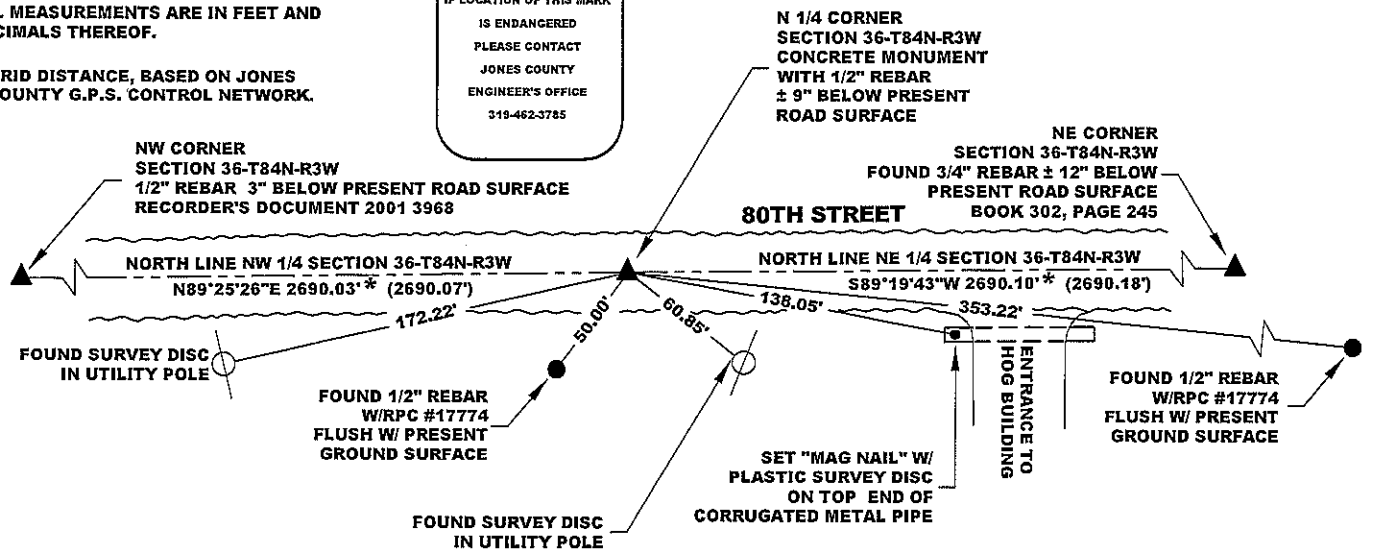 L MEASUREMENTS ARE IN FEET AND
CIMALS THEREOF.
RID DISTANCE, BASED ON JONES
OUNTY G.P.S. CONTROL NETWORK.
IF LOCATION OF THIS MARK
IS ENDANGERED
PLEASE CONTACT
JONES COUNTY
ENGINEER'S OFFICE
319-462-3785
N 1/4 CORNER
SECTION 36-T84N-R3W
CONCRETE MONUMENT
WITH 1/2" REBAR
± 9" BELOW PRESENT
ROAD SURFACE
NW CORNER
SECTION 36-T84N-R3W
1/2" REBAR 3" BELOW PRESENT ROAD SURFACE
RECORDER'S DOCUMENT 2001 3968
NE CORNER
SECTION 36-T84N-R3W
FOUND 3/4" REBAR ± 12" BELOW
PRESENT ROAD SURFACE
BOOK 302, PAGE 245
80TH STREET
NORTH LINE NW 1/4 SECTION 36-T84N-R3W
N89°25'26"E 2690.03'* (2690.07')
NORTH LINE NE 1/4 SECTION 36-T84N-R3W
S89°19'43"W 2690.10'* (2690.18')
172.22'
50.00'
60.85'
138.05'
353.22'
FOUND SURVEY DISC
IN UTILITY POLE
FOUND 1/2" REBAR
W/RPC #17774
FLUSH W/ PRESENT
GROUND SURFACE
FOUND SURVEY DISC
IN UTILITY POLE
SET "MAG NAIL" W/
PLASTIC SURVEY DISC
ON TOP END OF
CORRUGATED METAL PIPE
ENTRANCE TO
HOG BUILDING
FOUND 1/2" REBAR
W/RPC #17774
FLUSH W/ PRESENT
GROUND SURFACE